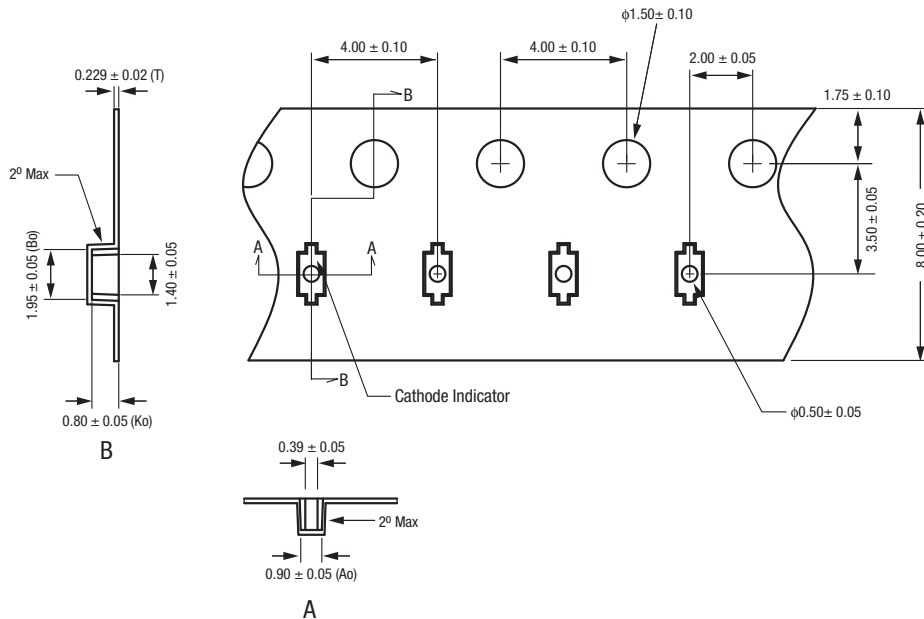 ϕ1.50± 0.10
4.00 ± 0.10
4.00 ± 0.10
2.00 ± 0.05
0.229 ± 0.02 (T)
B
1.75 ± 0.10
2º Max
3.50 ± 0.05
8.00 ± 0.20
A
A
1.95 ± 0.05 (Bo)
1.40 ± 0.05
B
Cathode Indicator
ϕ0.50± 0.05
0.80 ± 0.05 (Ko)
B
0.39 ± 0.05
2º Max
0.90 ± 0.05 (Ao)
A